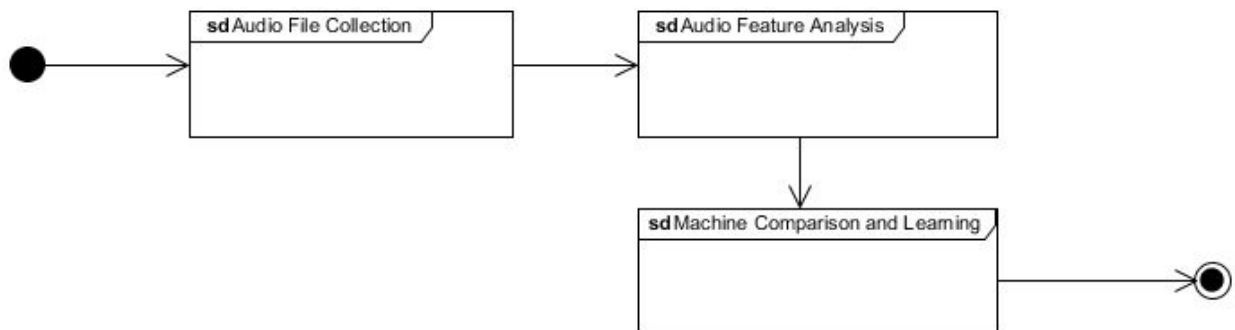 sd Audio File Collection
sd Audio Feature Analysis
sd Machine Comparison and Learning